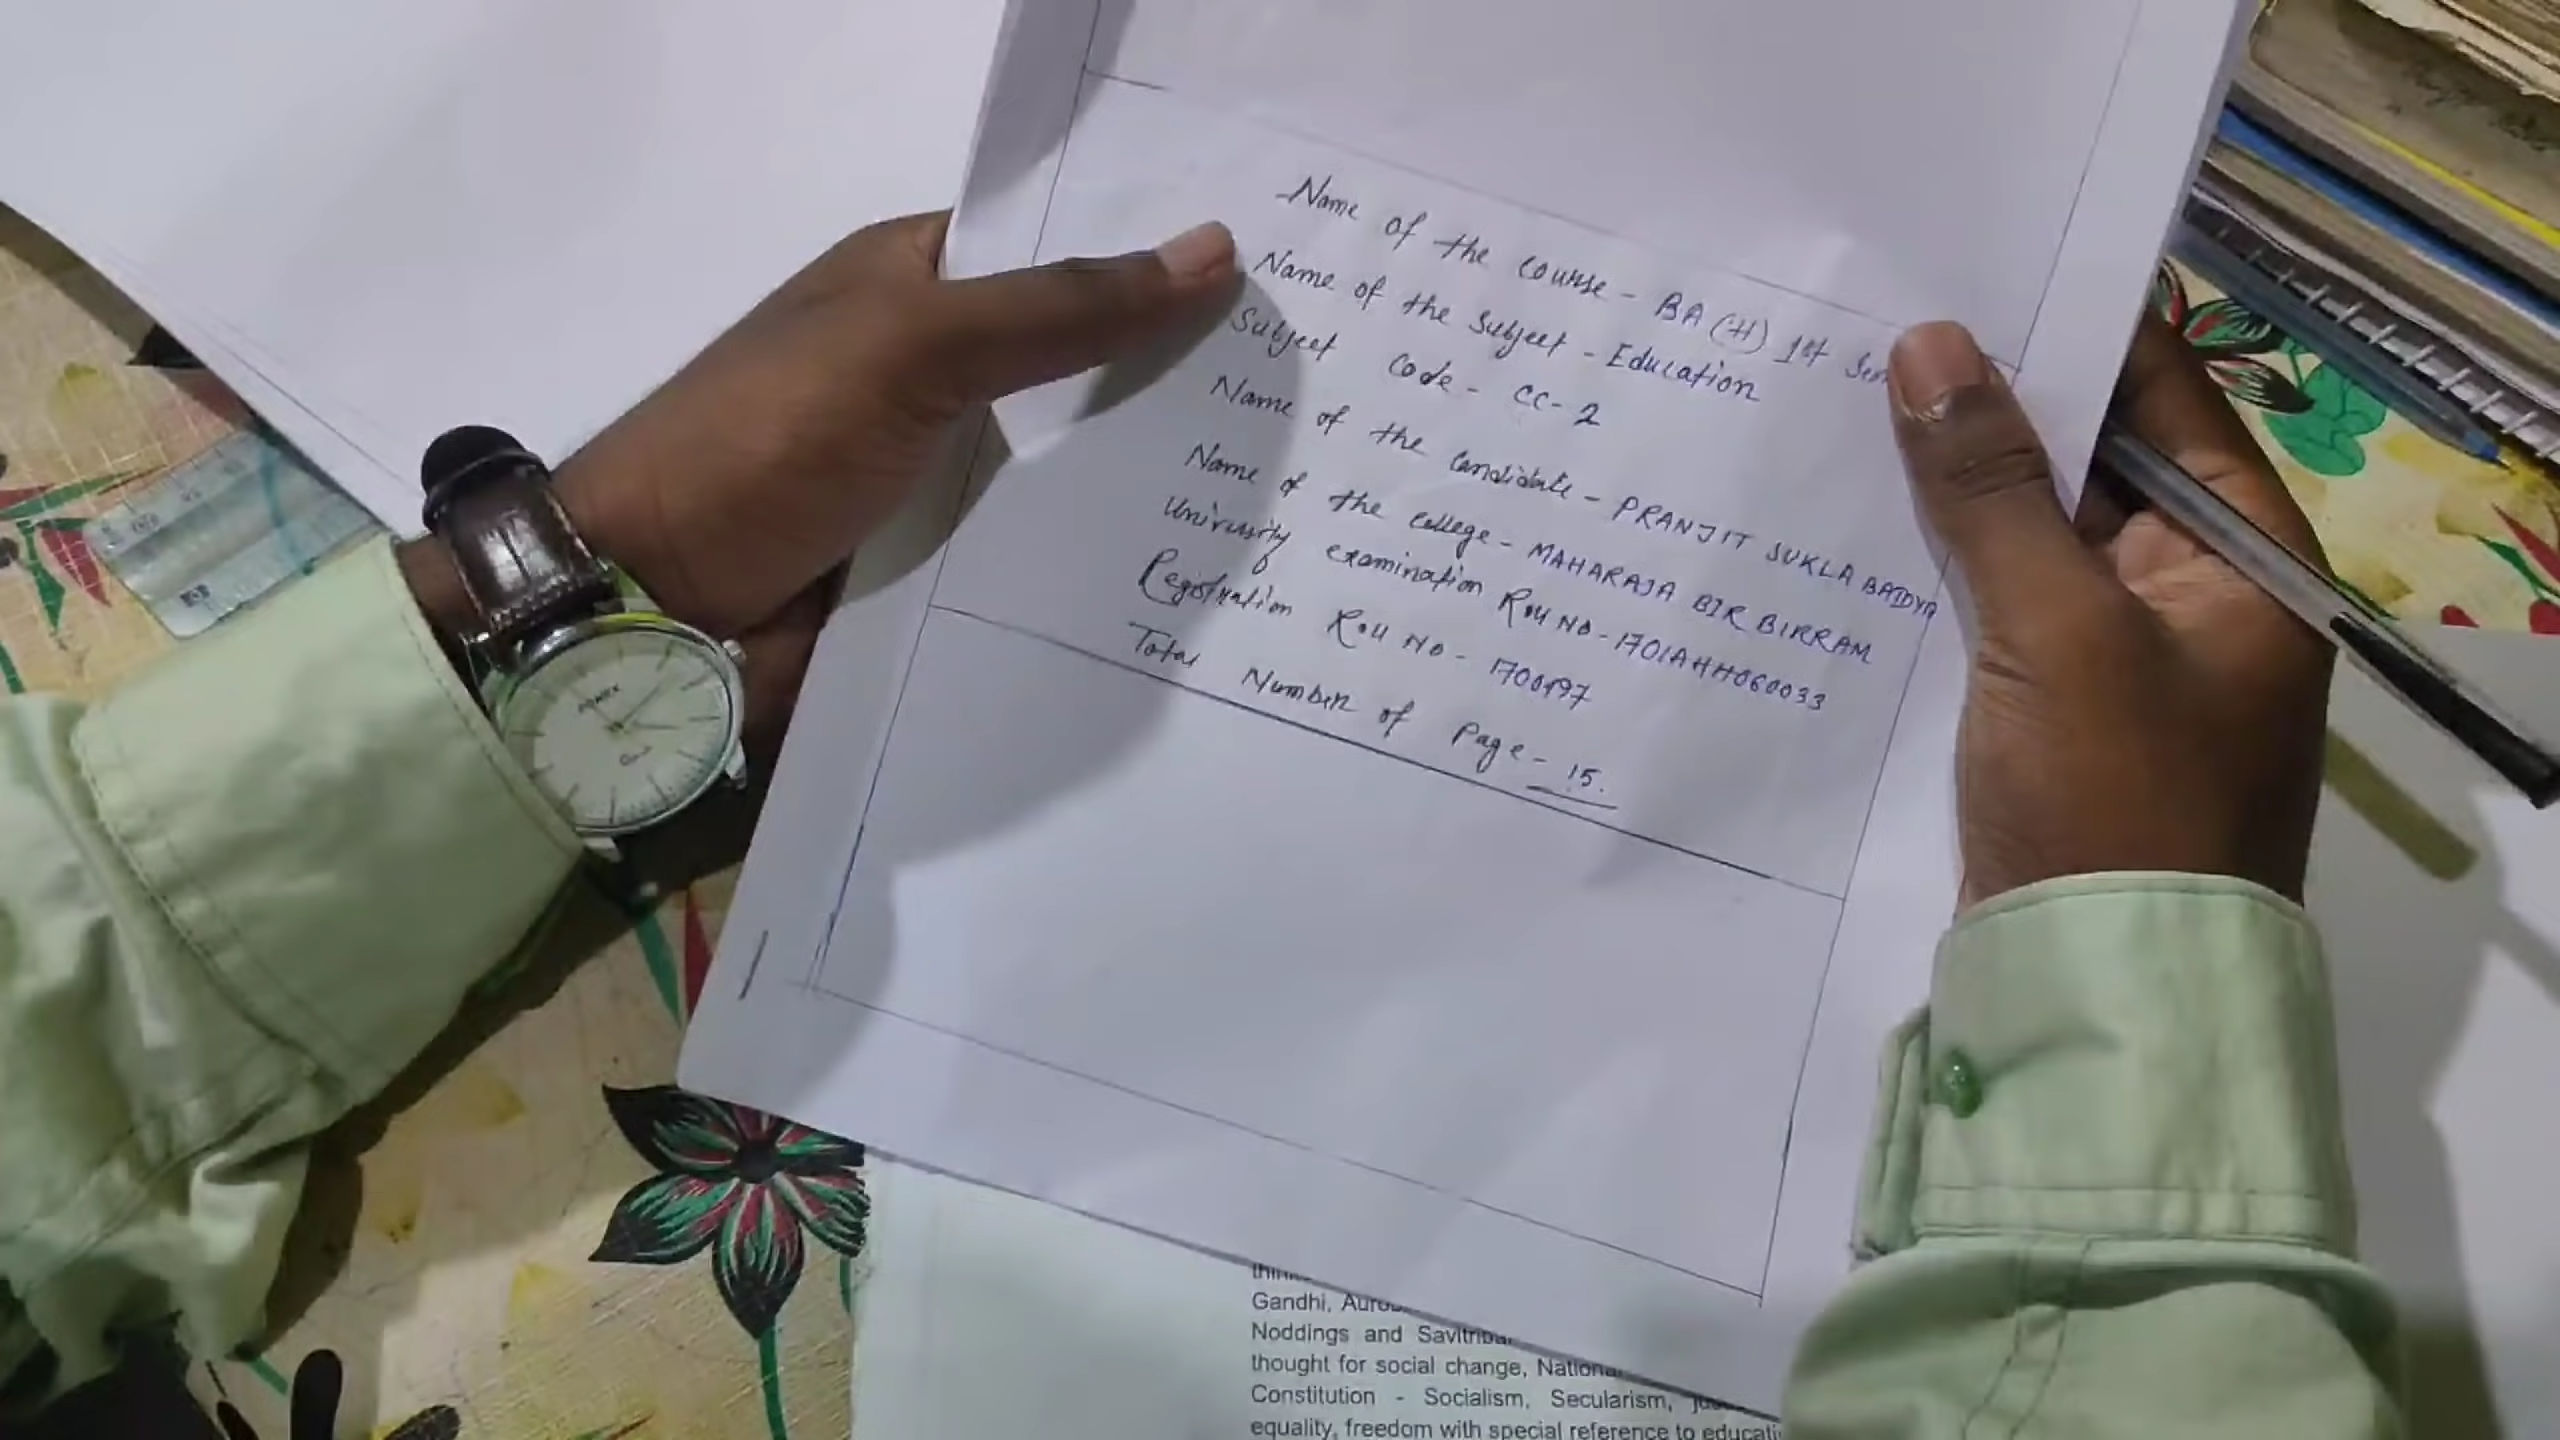 Name of the course - BA (H) 1st Sem
Name of the Subject - Education
Subject Code - CC-2
Name of the Candidate - PRANJIT SUKLA BAIDYA
Name of the College - MAHARAJA BIR BIRRAM
University examination Roll No - 1701AHH060033
Registration Roll No -
Total Number of Page - 15.
Gandhi,
Noddings and
thought for social change,
Constitution - Socialism, Secularism,
equality, freedom with special reference to